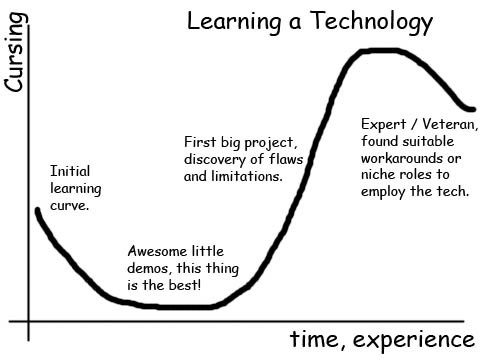 Learning a Technology
Cursing
Initial
learning
curve.
Awesome little
demos, this thing
is the best!
First big project,
discovery of flaws
and limitations.
Expert / Veteran,
found suitable
workarounds or
niche roles to
employ the tech.
time, experience